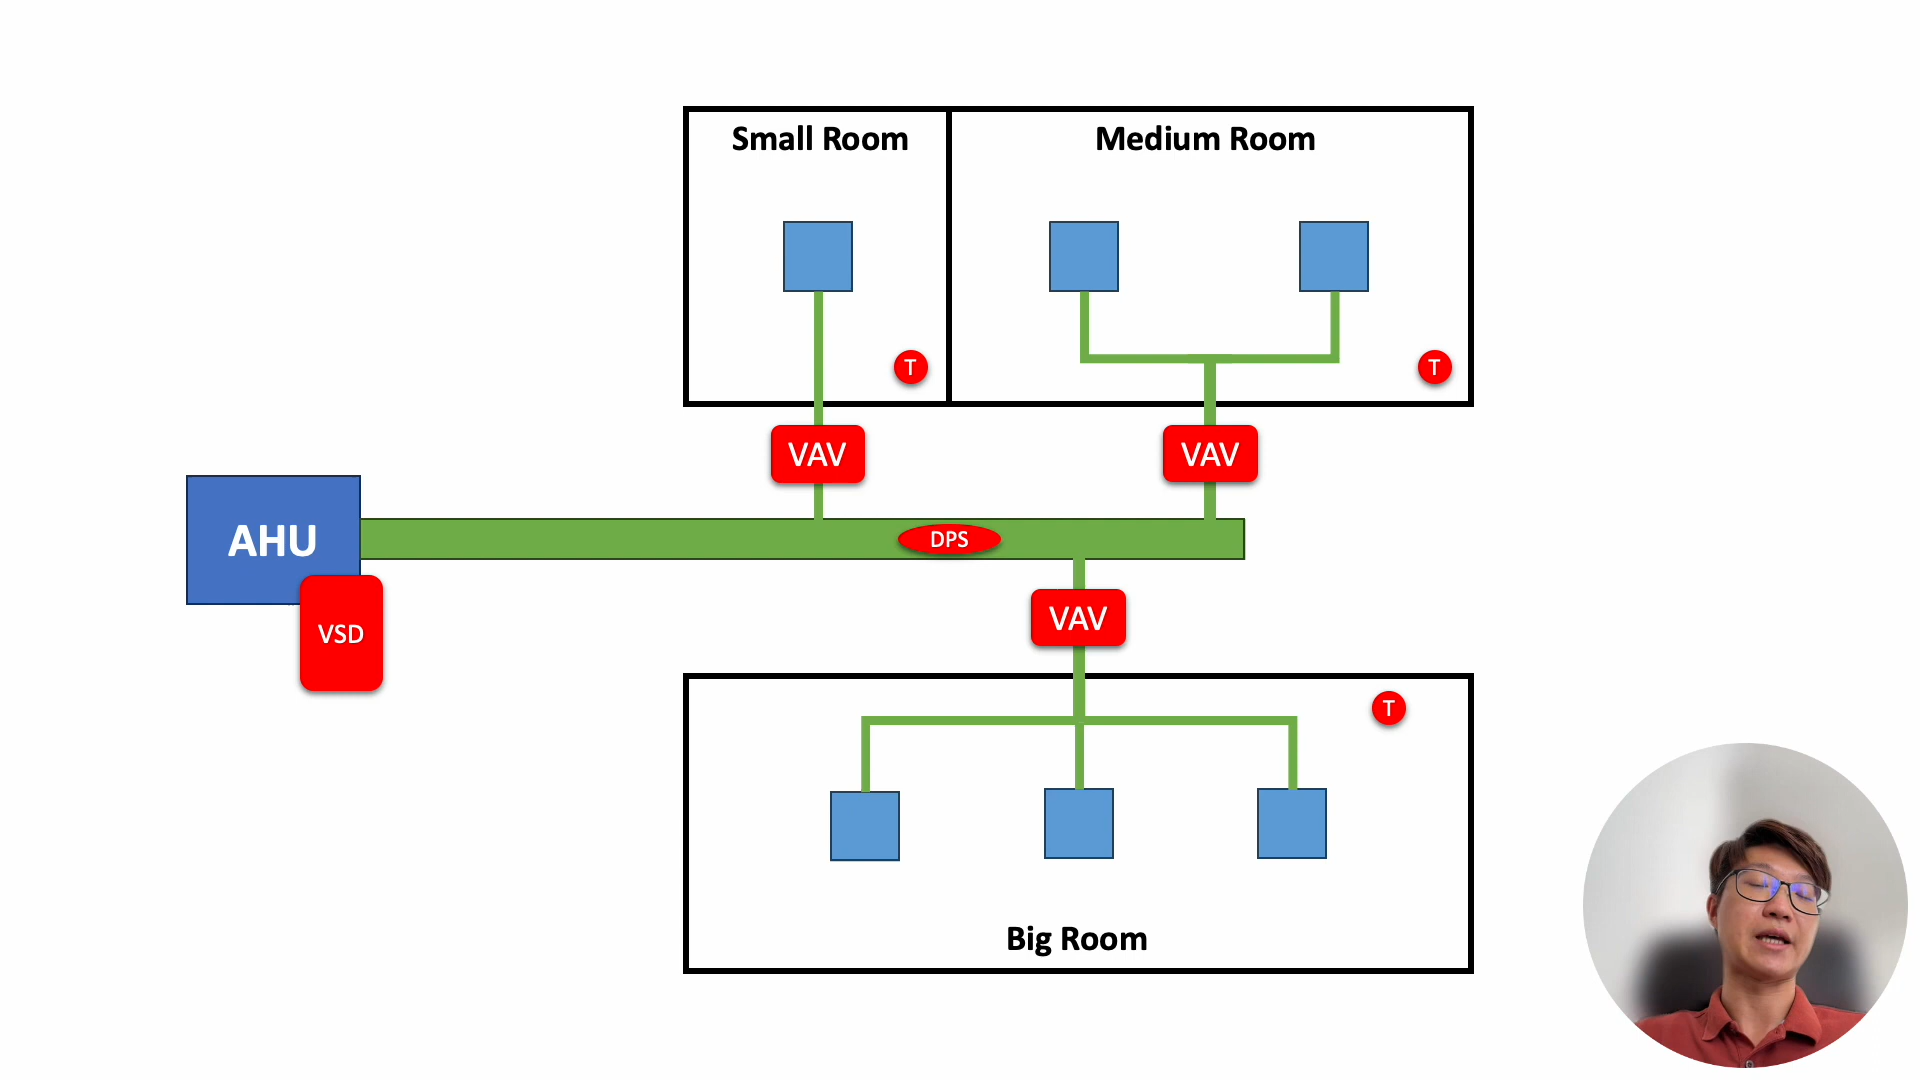 Small Room
Medium Room
T
T
VAV
VAV
AHU
DPS
VAV
VSD
T
Big Room